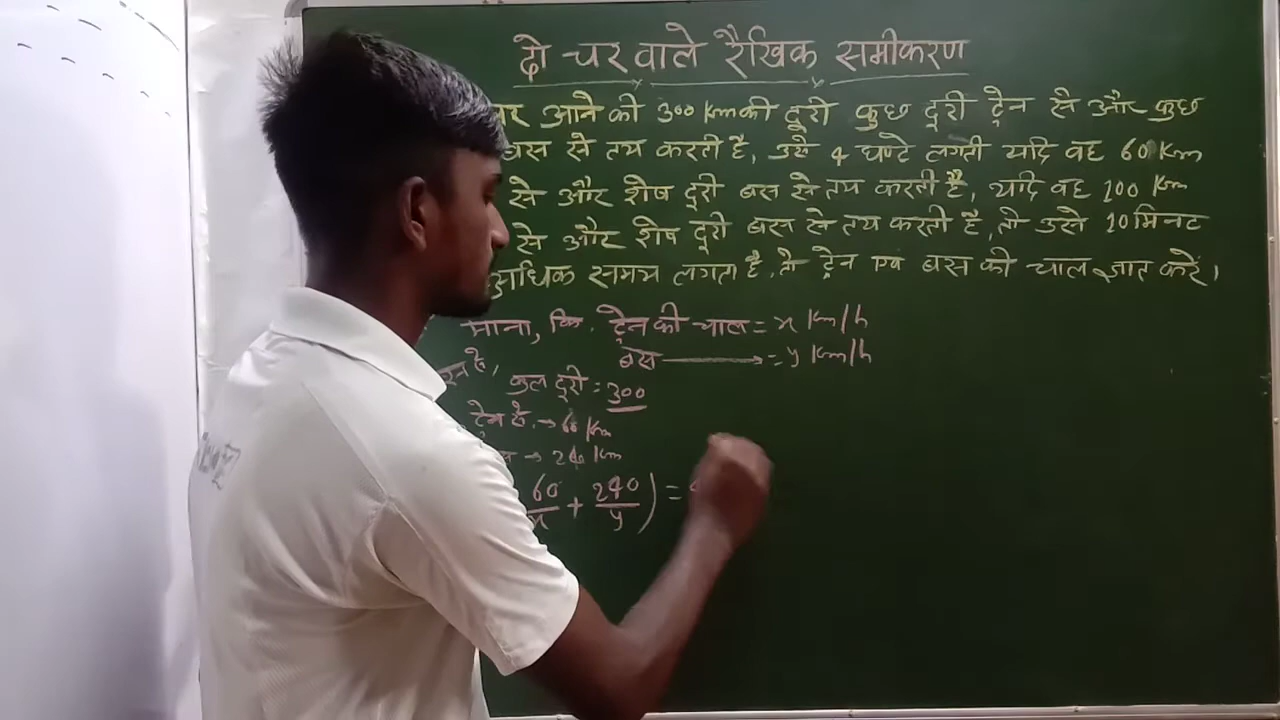 दो चर वाले रैखिक समीकरण
आने की 300 Km की दूरी कुछ दूरी ट्रेन से और कुछ
बस से तय करती है, उसे 4 घण्टे लगती यदि वह 60 Km
से और शेष दूरी बस से तय करती है, यदि वह 100 Km
से और शेष दूरी बस से तय करती है, तो उसे 10 मिनट
अधिक समय लगता है, तो ट्रेन एवं बस की चाल ज्ञात करें।
माना, कि ट्रेन की चाल = x Km/h
बस ———→ = y Km/h
कुल दूरी = 300
ट्रेन से → 60 Km
→ 240 Km
60/x + 240/y) =